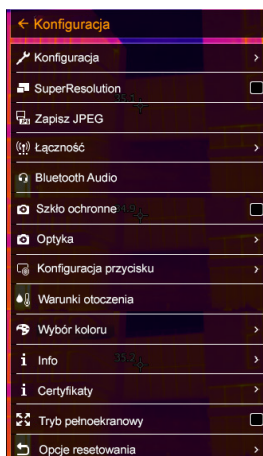 Konfiguracja
Konfiguracja
SuperResolution
Zapisz JPEG
Łączność
Bluetooth Audio
Szkło ochronne
Optyka
Konfiguracja przycisku
Warunki otoczenia
Wybór koloru
Info
Certyfikaty
Tryb pełnoekranowy
Opcje resetowania